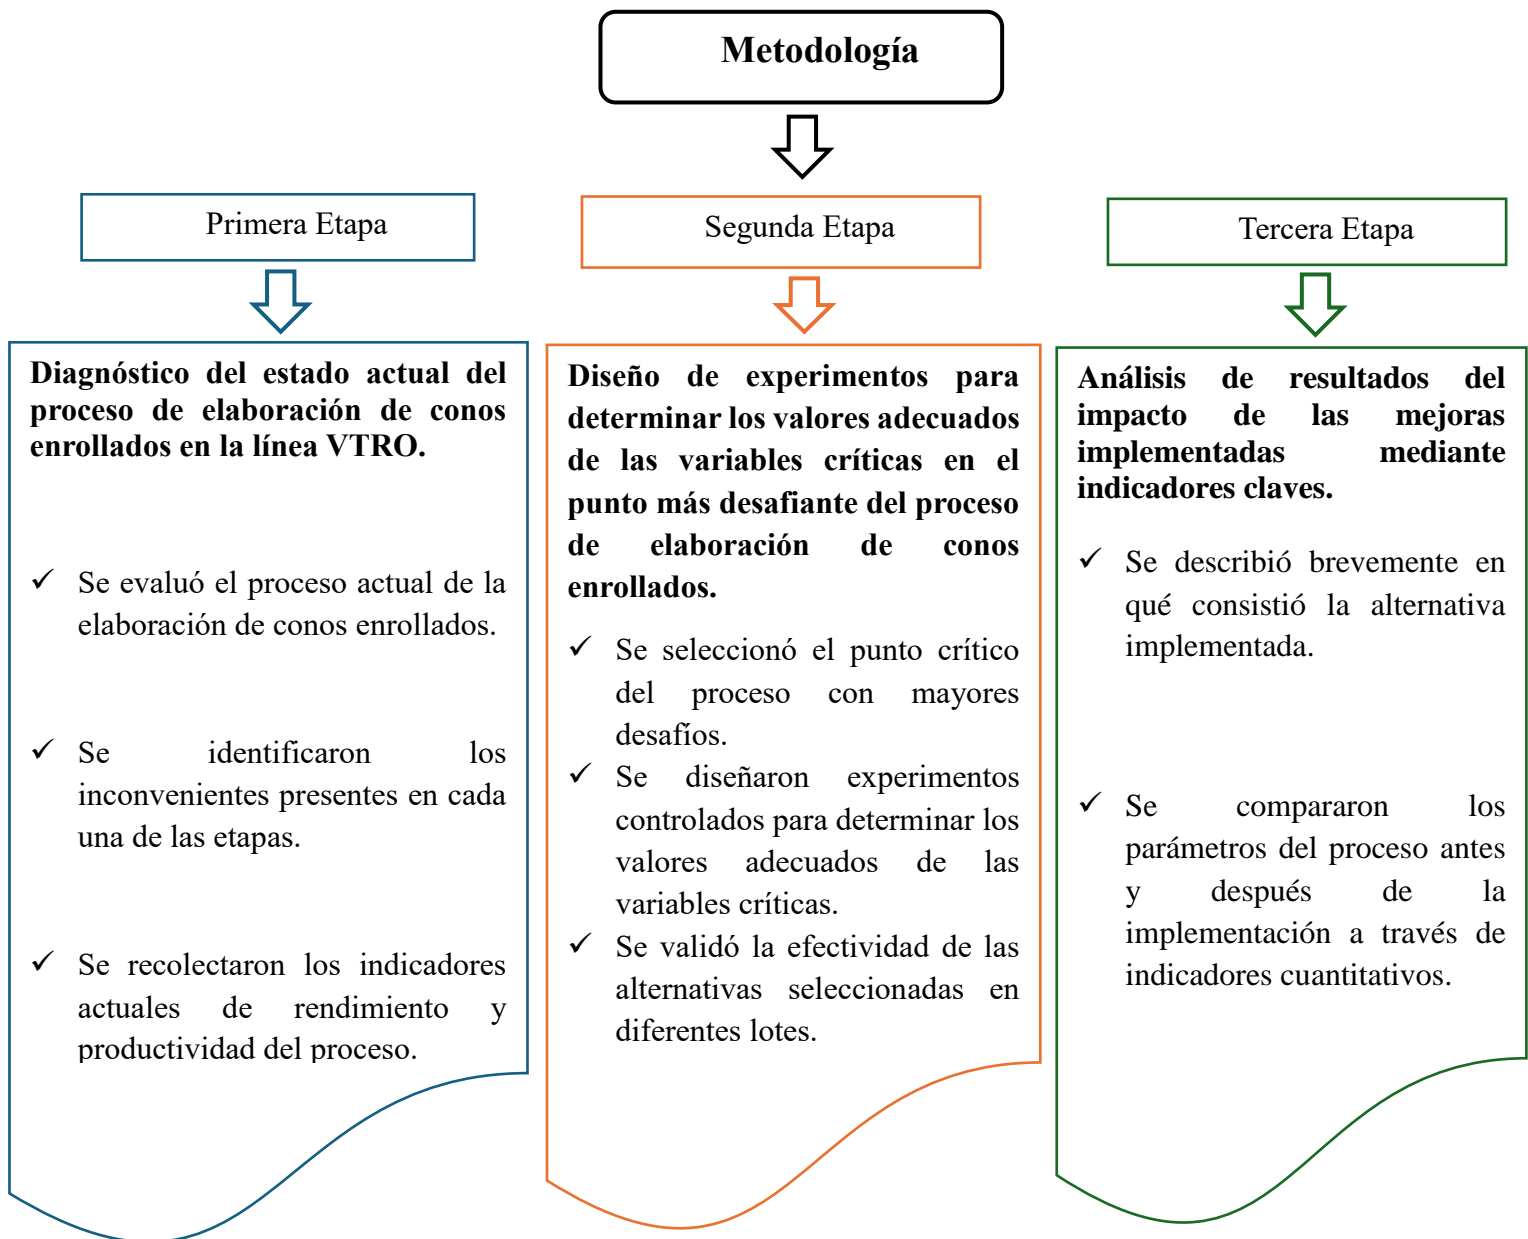 Metodología
Primera Etapa
Diagnóstico del estado actual del
proceso de elaboración de conos
enrollados en la línea VTRO.
✓ Se evaluó el proceso actual de la
elaboración de conos enrollados.
✓ Se identificaron los
inconvenientes presentes en cada
una de las etapas.
✓ Se recolectaron los indicadores
actuales de rendimiento y
productividad del proceso.
Segunda Etapa
Diseño de experimentos para
determinar los valores adecuados
de las variables críticas en el
punto más desafiante del proceso
de elaboración de conos
enrollados.
✓ Se seleccionó el punto crítico
del proceso con mayores
desafíos.
✓ Se diseñaron experimentos
controlados para determinar los
valores adecuados de las
variables críticas.
✓ Se validó la efectividad de las
alternativas seleccionadas en
diferentes lotes.
Tercera Etapa
Análisis de resultados del
impacto de las mejoras
implementadas mediante
indicadores claves.
✓ Se describió brevemente en
qué consistió la alternativa
implementada.
✓ Se compararon los
parámetros del proceso antes
y después de la
implementación a través de
indicadores cuantitativos.